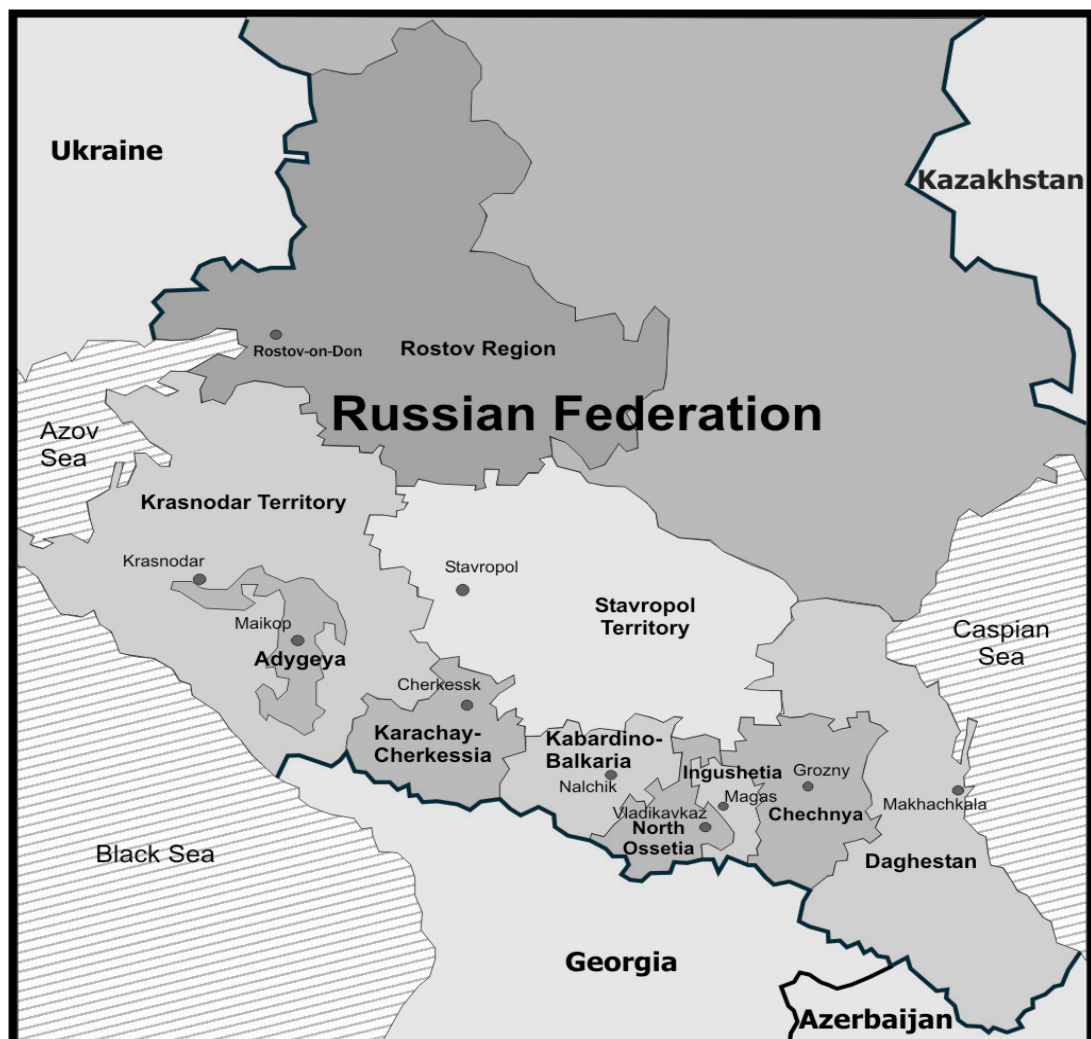 Ukraine
Kazakhstan
Rostov-on-Don
Rostov Region
Russian Federation
Azov
Sea
Krasnodar Territory
Krasnodar
Stavropol
Stavropol
Territory
Maikop
Adygeya
Caspian
Sea
Cherkessk
Karachay-
Cherkessia
Kabardino-
Balkaria
Nalchik
Ingushetia
Magas
Grozny
Chechnya
Makhachkala
Vladikavkaz
North
Ossetia
Black Sea
Daghestan
Georgia
Azerbaijan